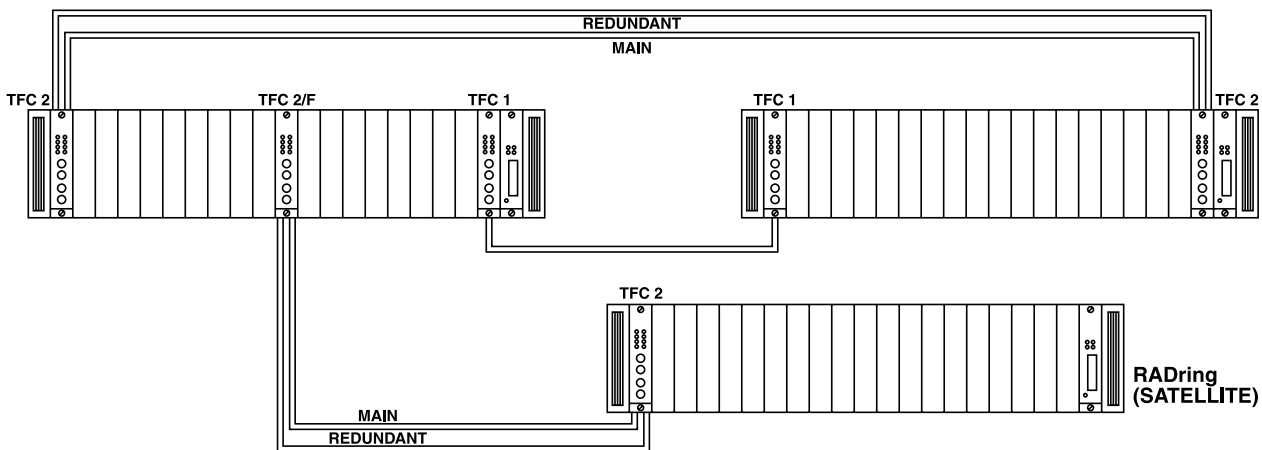 REDUNDANT
MAIN
TFC 2
TFC 2/F
TFC 1
TFC 1
TFC 2
TFC 2
RADring
(SATELLITE)
MAIN
REDUNDANT